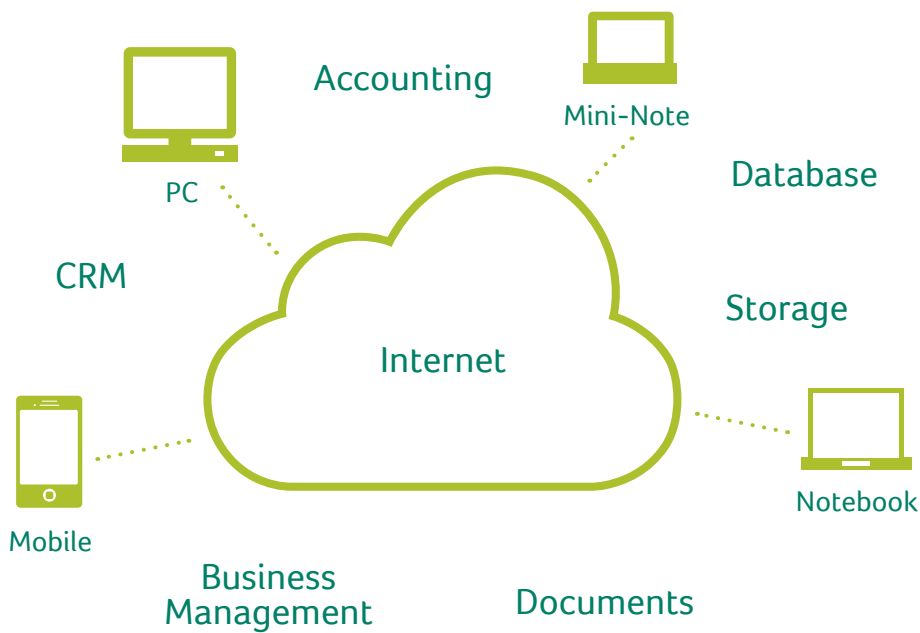 Accounting
Mini-Note
Database
PC
CRM
Storage
Internet
Notebook
Mobile
Business
Management
Documents